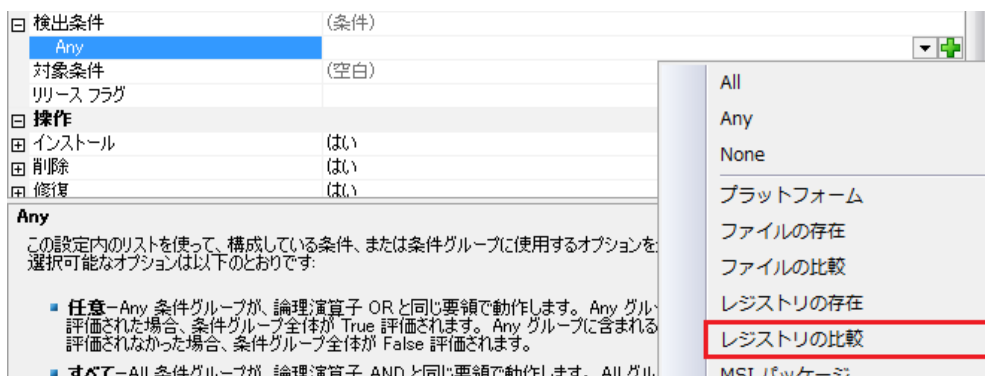 検出条件 (条件)
Any
対象条件 (空白)
リリース フラグ
操作
インストール はい
削除 はい
修復 はい
Any
この設定内のリストを使って、構成している条件、または条件グループに使用するオプションを
選択可能なオプションは以下のとおりです:
任意–Any 条件グループが、論理演算子 OR と同じ要領で動作します。Any グル
評価された場合、条件グループ全体が True 評価されます。Any グループに含まれる
評価されなかった場合、条件グループ全体が False 評価されます。
すべて–All 条件グループが、論理演算子 AND と同じ要領で動作します。All グル
All
Any
None
プラットフォーム
ファイルの存在
ファイルの比較
レジストリの存在
レジストリの比較
MSI パッケージ